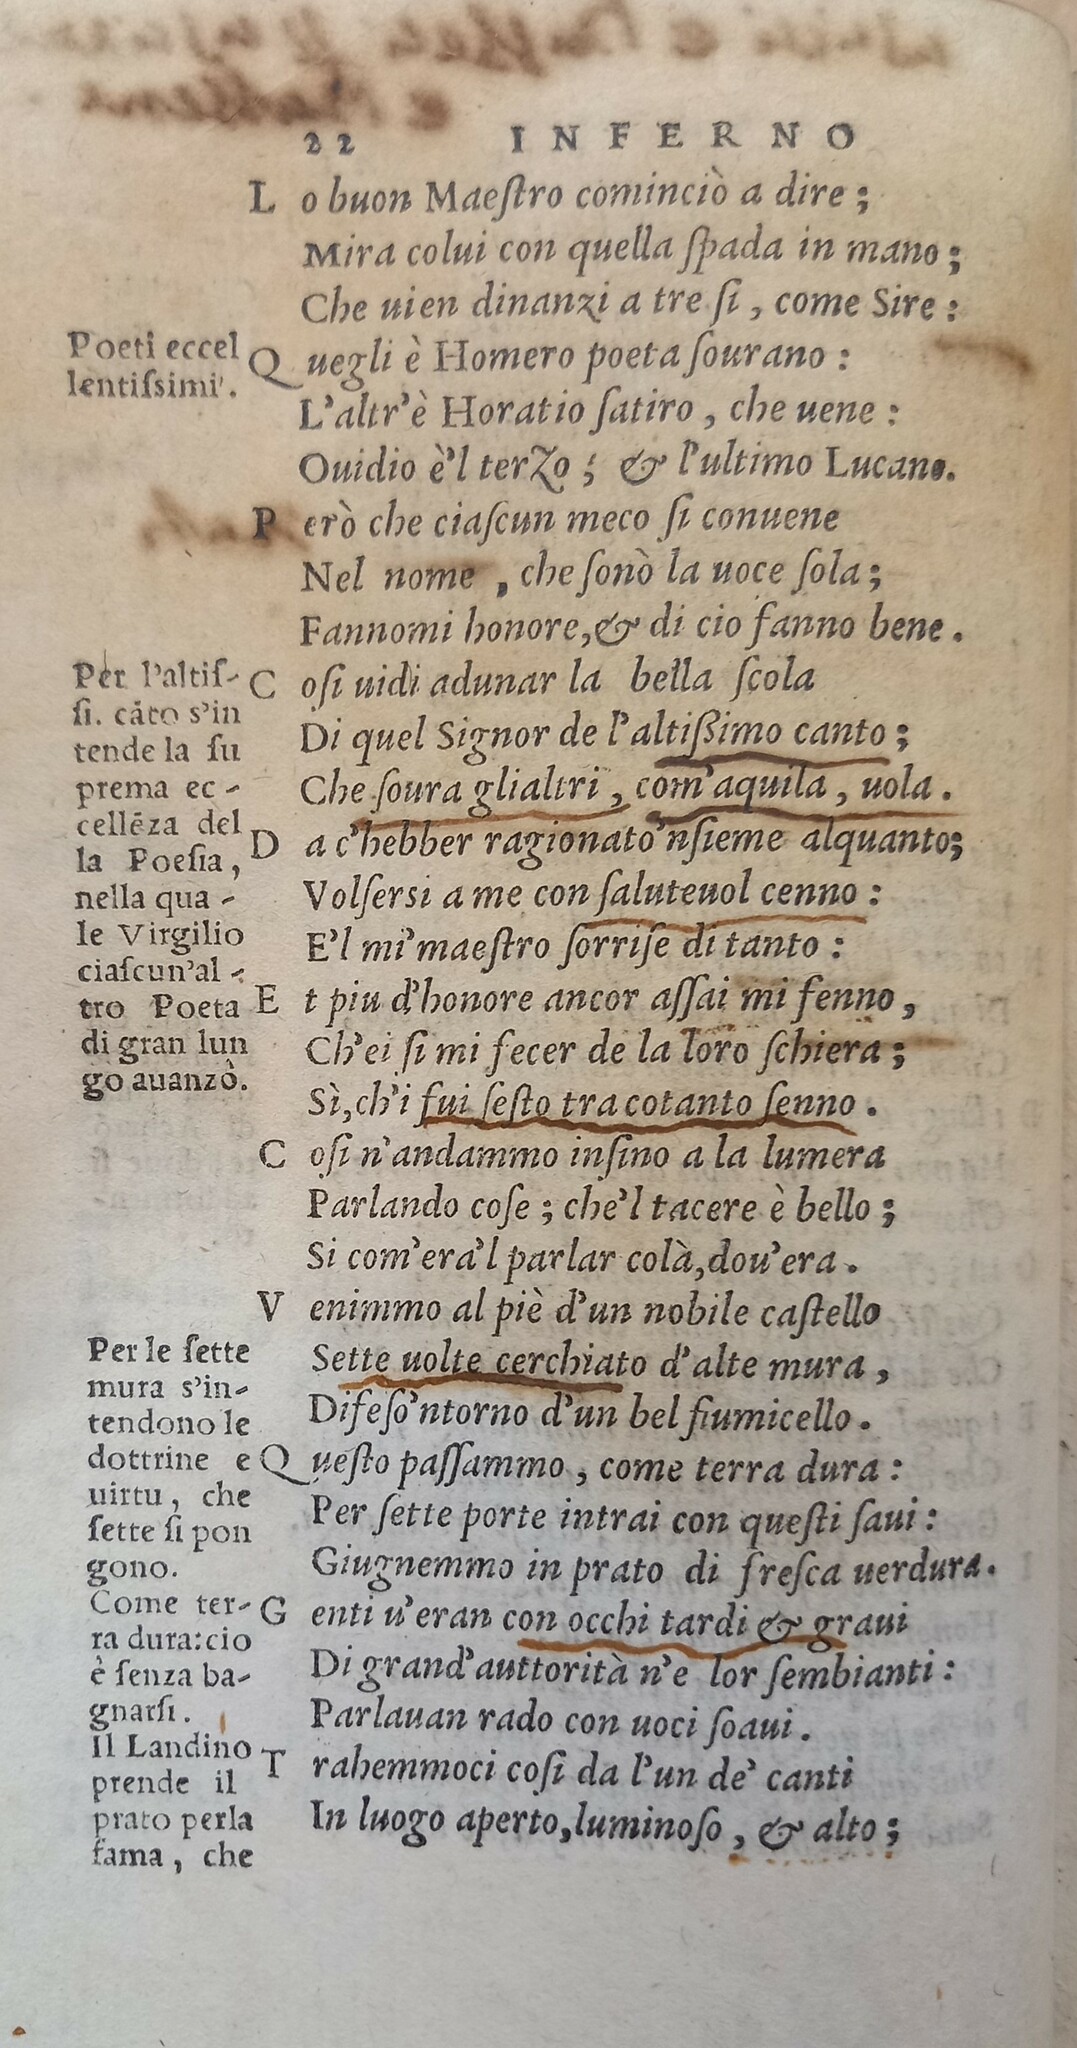 22 INFERNO
Lo buon Maeſtro cominciò a dire;
Mira colui con quella ſpada in mano;
Che uien dinanzi a tre ſi, come Sire:
Quegli è Homero poeta ſourano:
L'altr'è Horatio ſatiro, che uene:
Ouidio è'l terzo; & l'ultimo Lucano.
Però che ciaſcun meco ſi conuene
Nel nome, che ſonò la uoce ſola;
Fannomi honore, & di cio fanno bene.
Coſi uidi adunar la bella ſcola
Di quel Signor de l'altiſſimo canto;
Che ſoura glialtri, com'aquila, uola.
Da c'hebber ragionato'nſieme alquanto;
Volſerſi a me con ſaluteuol cenno:
E'l mi'maeſtro ſorriſe di tanto:
Et piu d'honore ancor aſſai mi fenno,
Ch'ei ſi mi fecer de la loro ſchiera;
Sì, ch'i fui ſeſto tra cotanto ſenno.
Coſi n'andammo inſino a la lumera
Parlando coſe; che'l tacere è bello;
Si com'era'l parlar colà, dou'era.
Venimmo al piè d'un nobile caſtello
Sette uolte cerchiato d'alte mura,
Difeſo'ntorno d'un bel fiumicello.
Queſto paſſammo, come terra dura:
Per ſette porte intrai con queſti ſaui:
Giugnemmo in prato di freſca uerdura.
Genti u'eran con occhi tardi & graui
Di grand'auttorità n'e lor ſembianti:
Parlauan rado con uoci ſoaui.
Trahemmoci coſi da l'un de' canti
In luogo aperto, luminoſo, & alto;
Poeti eccel
lentiſſimi.
Per l'altiſ-
ſi. cāto s'in
tende la ſu
prema ec-
cellēza del
la Poeſia,
nella qua-
le Virgilio
ciaſcun'al-
tro Poeta
di gran lun
go auanzò.
Per le ſette
mura s'in-
tendono le
dottrine e
uirtu, che
ſette ſi pon
gono.
Come ter-
ra dura:cio
è ſenza ba-
gnarſi.
Il Landino
prende il
prato perla
fama, che